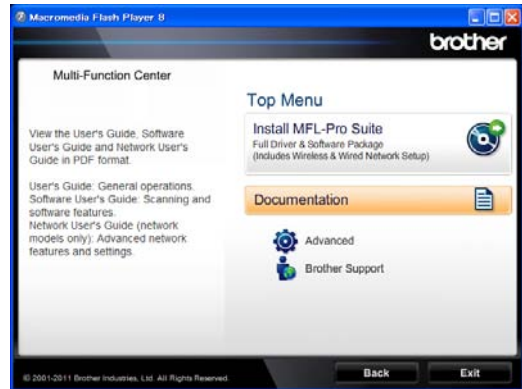 Macromedia Flash Player 8
brother
Multi-Function Center
View the User's Guide, Software
User's Guide and Network User's
Guide in PDF format.
User's Guide: General operations.
Software User's Guide: Scanning and
software features.
Network User's Guide (network
models only): Advanced network
features and settings.
Top Menu
Install MFL-Pro Suite
Full Driver & Software Package
(Includes Wireless & Wired Network Setup)
Documentation
Advanced
Brother Support
© 2001-2011 Brother Industries, Ltd. All Rights Reserved.
Back
Exit